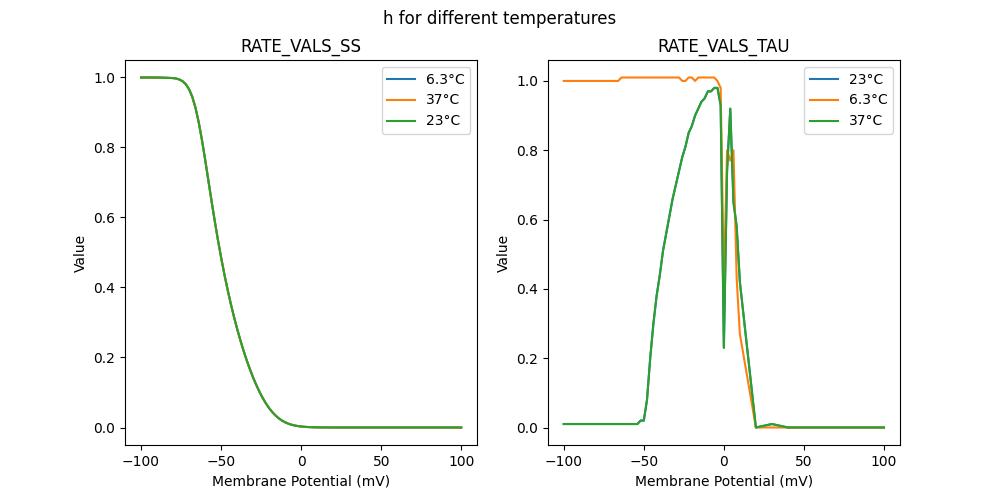 h for different temperatures
RATE_VALS_SS
Value
1.0
0.8
0.6
0.4
0.2
0.0
6.3°C
37°C
23°C
−100
−50
0
50
100
Membrane Potential (mV)
RATE_VALS_TAU
Value
1.0
0.8
0.6
0.4
0.2
0.0
23°C
6.3°C
37°C
−100
−50
0
50
100
Membrane Potential (mV)